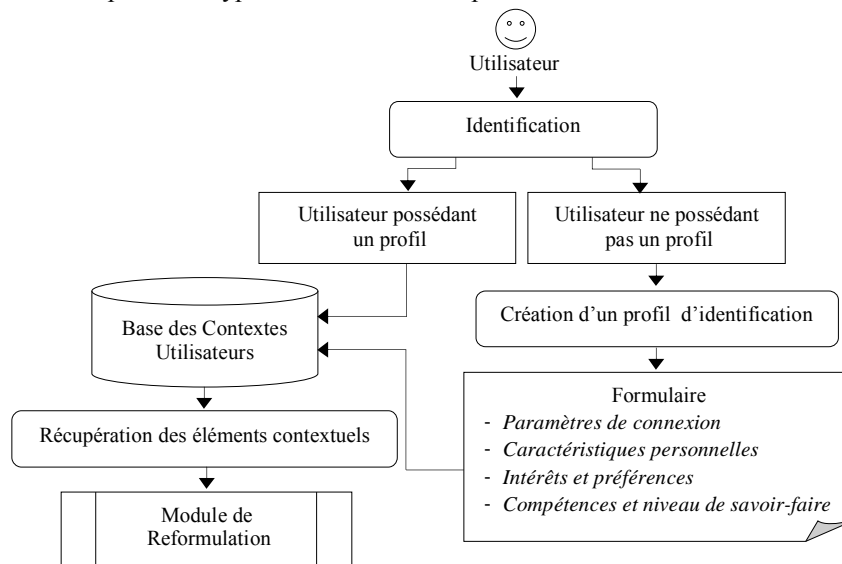 Utilisateur
Identification
Utilisateur possédant
un profil
Utilisateur ne possédant
pas un profil
Création d'un profil d'identification
Base des Contextes
Utilisateurs
Formulaire
- Paramètres de connexion
- Caractéristiques personnelles
- Intérêts et préférences
- Compétences et niveau de savoir-faire
Récupération des éléments contextuels
Module de
Reformulation